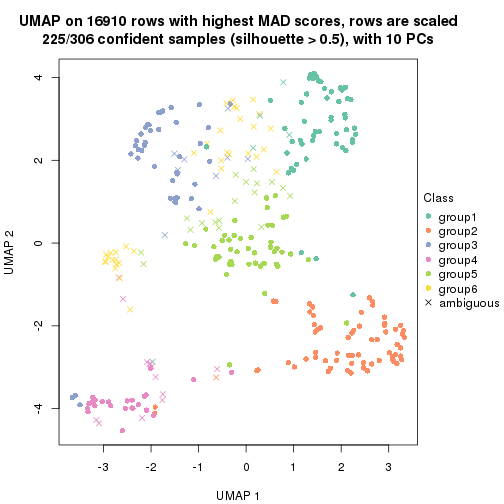 UMAP on 16910 rows with highest MAD scores, rows are scaled
225/306 confident samples (silhouette > 0.5), with 10 PCs
4
2
0
-2
-4
UMAP 2
-3
-2
-1
0
1
2
3
UMAP 1
Class
group1
group2
group3
group4
group5
group6
ambiguous